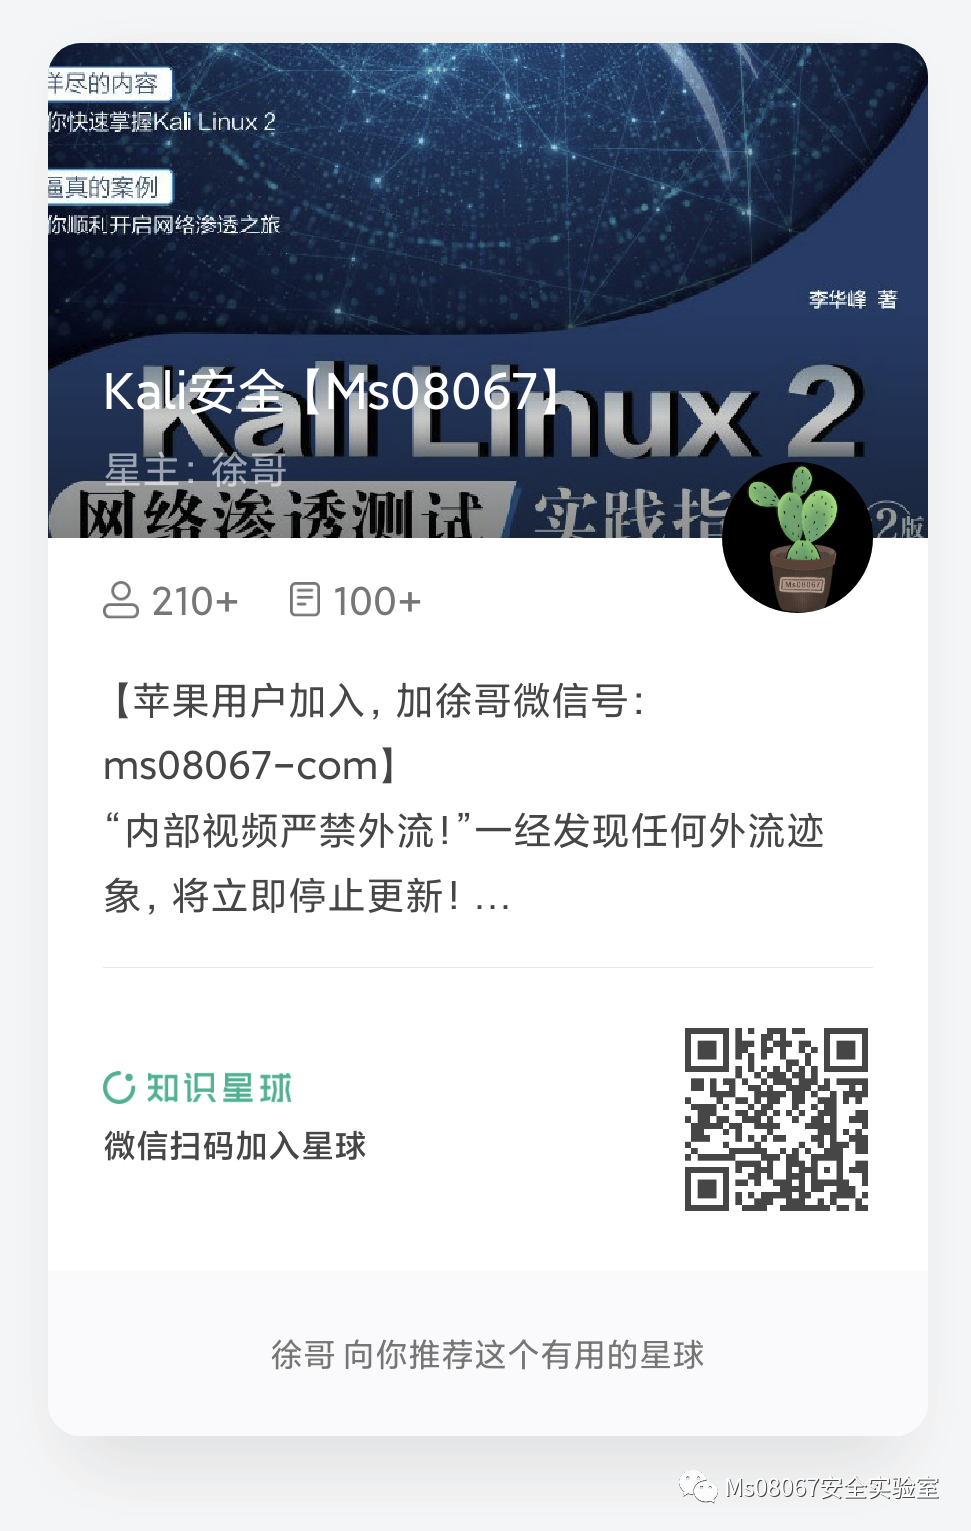 详尽的内容
你快速掌握Kali Linux 2
逼真的案例
你顺利开启网络渗透之旅
李华峰 著
Kali安全【Ms08067】
Kali Linux 2
星主：徐哥
网络渗透测试 实践指 2版
Ms08067
210+ 100+
【苹果用户加入，加徐哥微信号：
ms08067-com】
“内部视频严禁外流！”一经发现任何外流迹
象，将立即停止更新！...
知识星球
微信扫码加入星球
徐哥 向你推荐这个有用的星球
Ms08067安全实验室